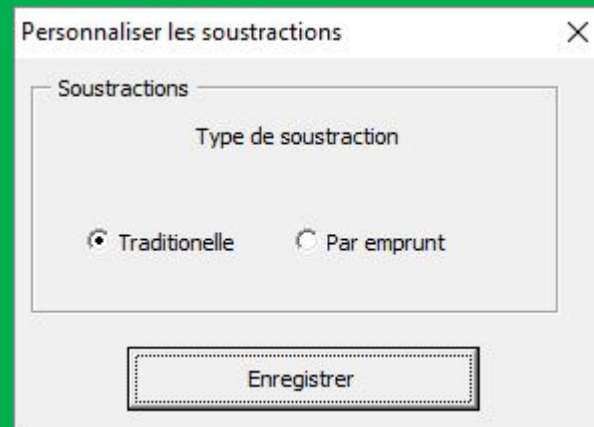 Personnaliser les soustractions
Soustractions
Type de soustraction
Traditionelle Par emprunt
Enregistrer